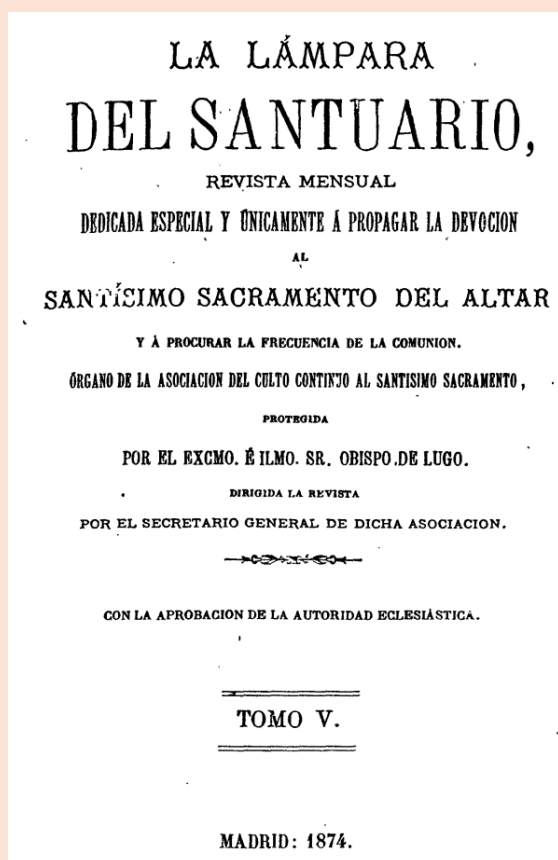 LA LÁMPARA
DEL SANTUARIO,
REVISTA MENSUAL
DEDICADA ESPECIAL Y ÚNICAMENTE Á PROPAGAR LA DEVOCION
AL
SANTÍSIMO SACRAMENTO DEL ALTAR
Y Á PROCURAR LA FRECUENCIA DE LA COMUNION.
ÓRGANO DE LA ASOCIACION DEL CULTO CONTINUO AL SANTISIMO SACRAMENTO,
PROTEGIDA
POR EL EXCMO. É ILMO. SR. OBISPO DE LUGO.
DIRIGIDA LA REVISTA
POR EL SECRETARIO GENERAL DE DICHA ASOCIACION.
CON LA APROBACION DE LA AUTORIDAD ECLESIÁSTICA.
TOMO V.
MADRID: 1874.